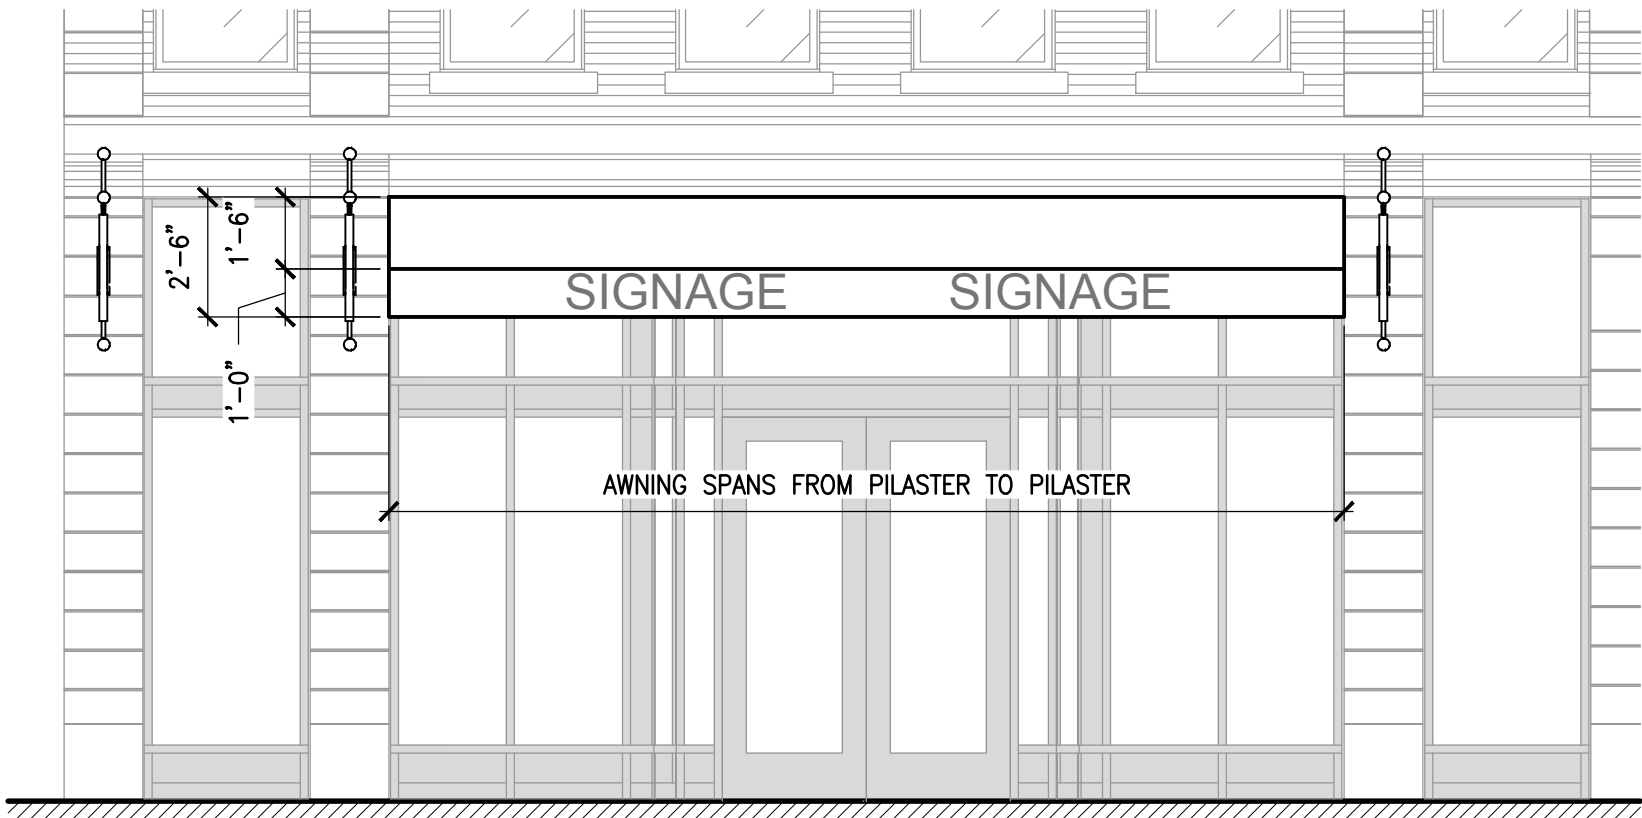 2'-6"
1'-6"
1'-0"
SIGNAGE SIGNAGE
AWNING SPANS FROM PILASTER TO PILASTER